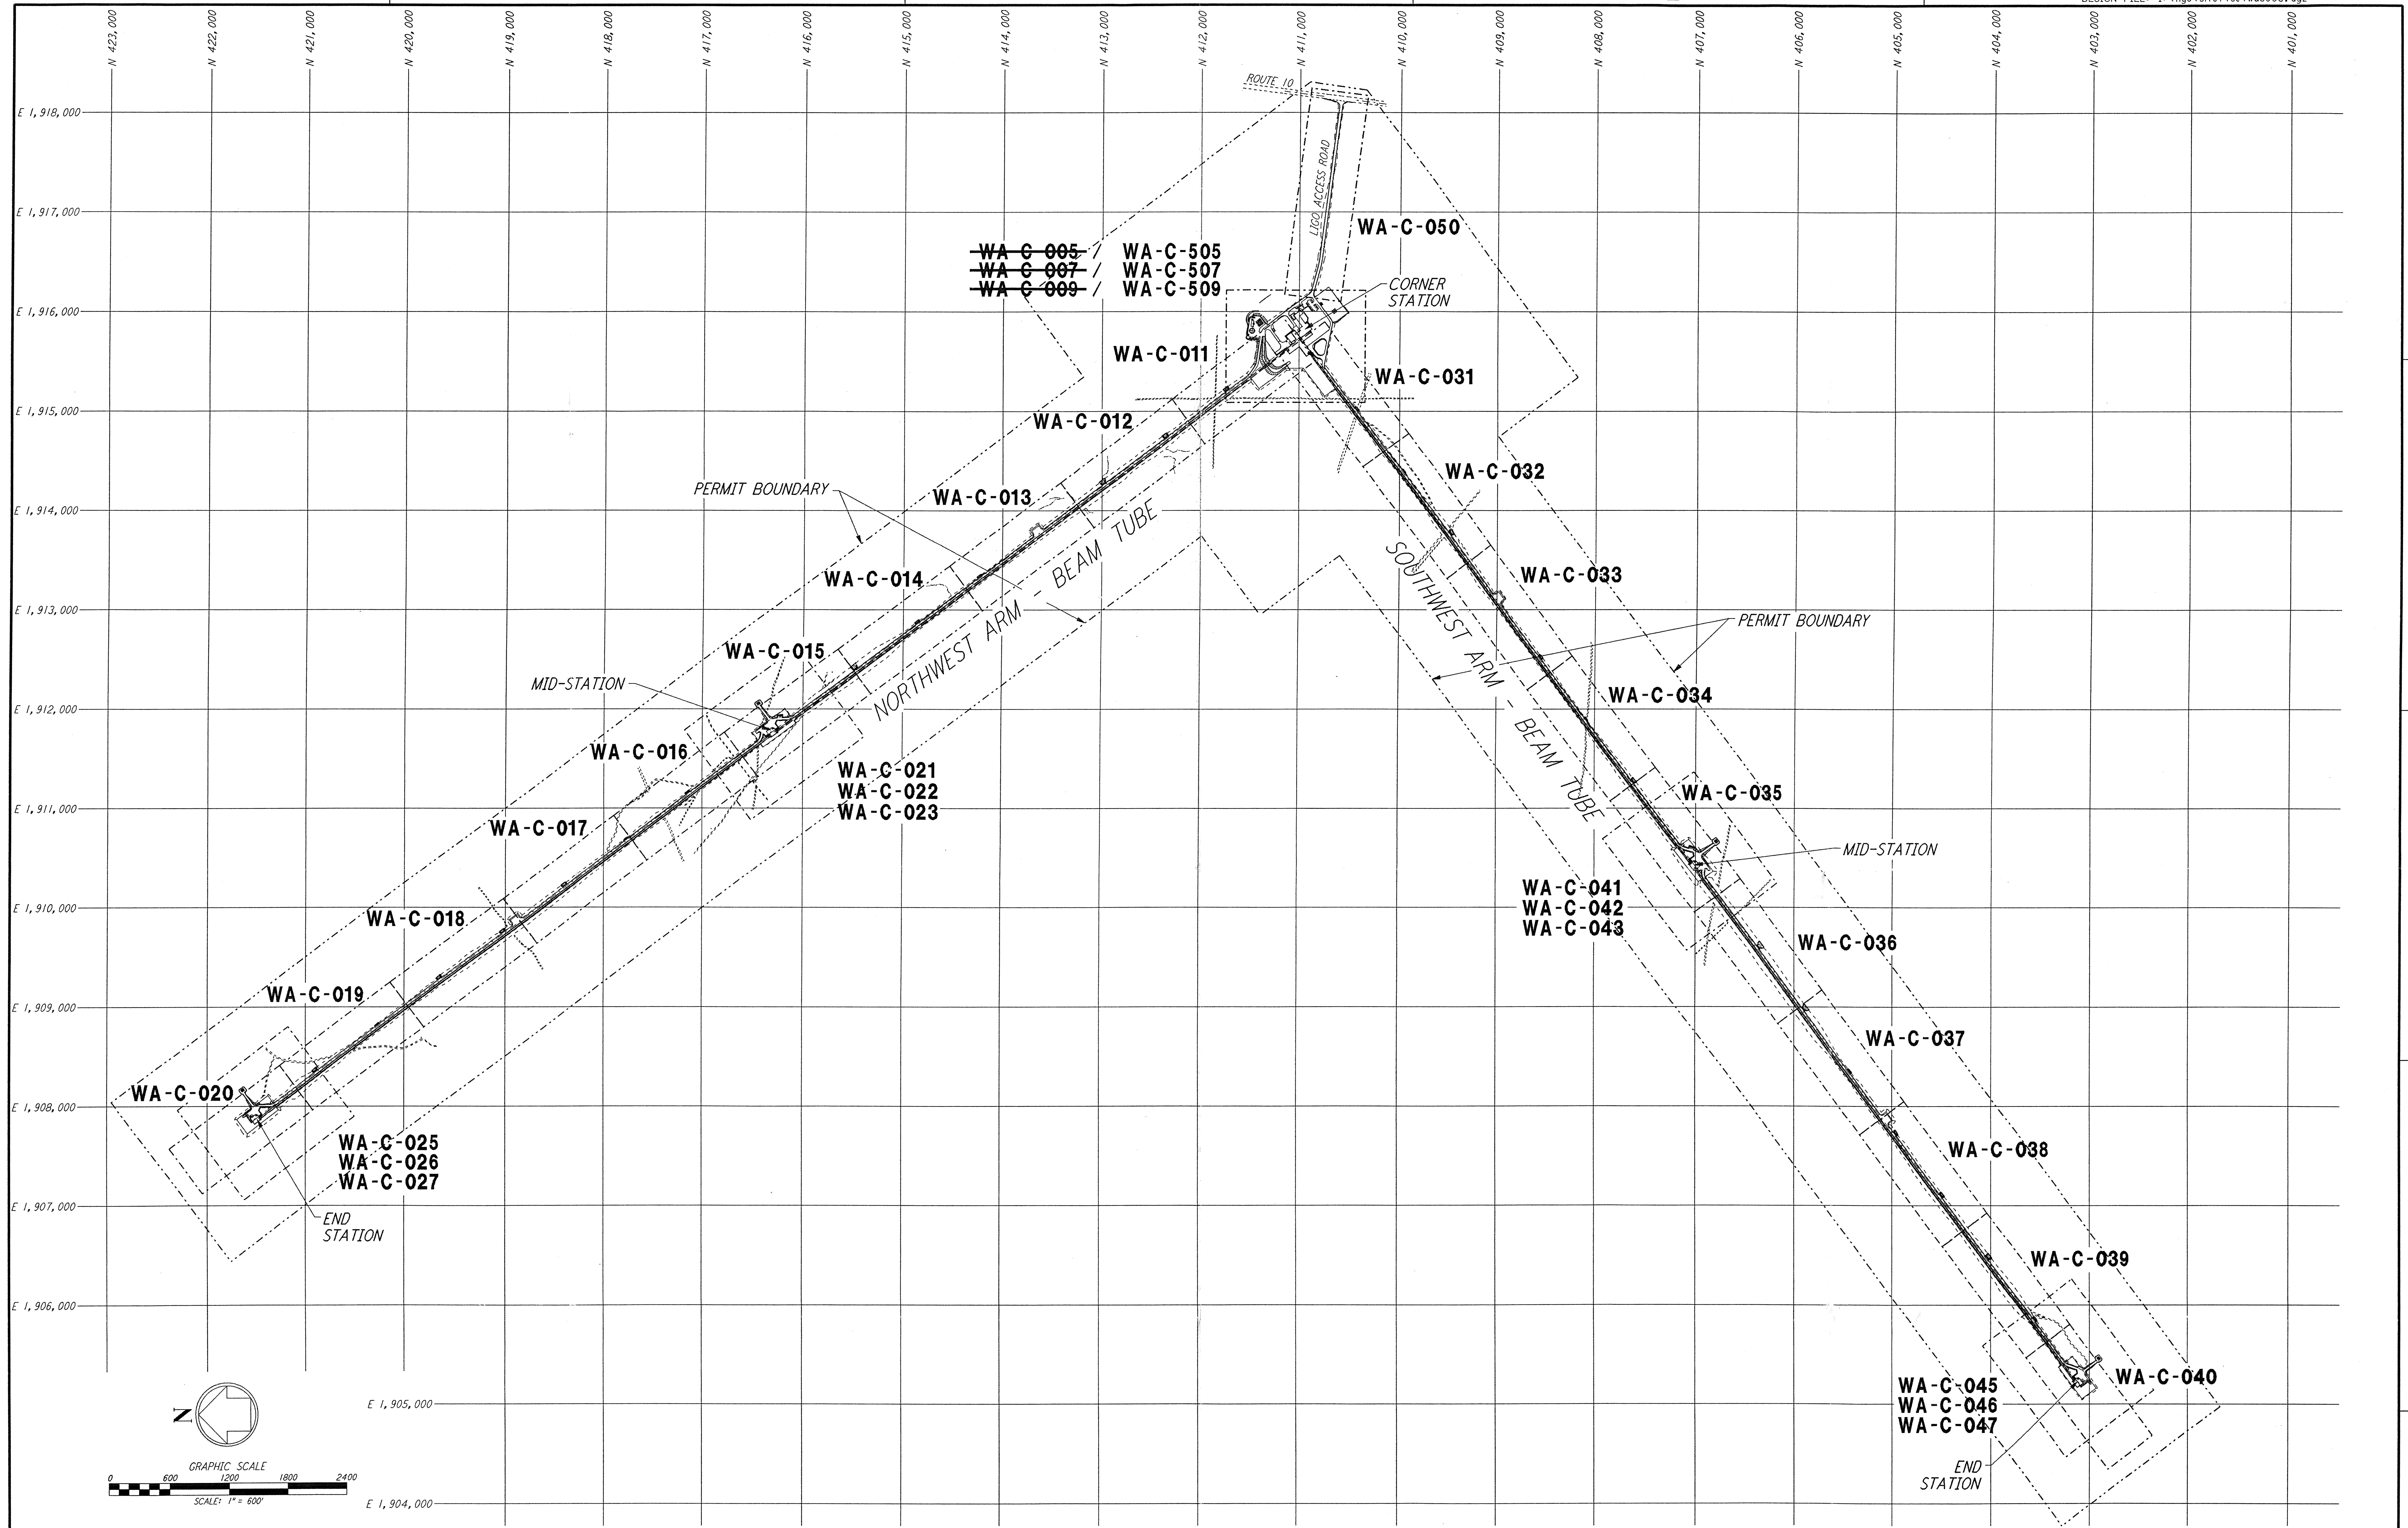 N 423,000
N 422,000
N 421,000
N 420,000
N 419,000
N 418,000
N 417,000
N 416,000
N 415,000
N 414,000
N 413,000
N 412,000
N 411,000
N 410,000
N 409,000
N 408,000
N 407,000
N 406,000
N 405,000
N 404,000
N 403,000
N 402,000
N 401,000
E 1,918,000
ROUTE 10
LIGO ACCESS ROAD
E 1,917,000
WA-C-050
WA-C-005 / WA-C-505
WA-C-007 / WA-C-507
WA-C-009 / WA-C-509
CORNER
STATION
E 1,916,000
WA-C-011
WA-C-031
E 1,915,000
WA-C-012
WA-C-032
PERMIT BOUNDARY
WA-C-013
E 1,914,000
NORTHWEST ARM - BEAM TUBE
SOUTHWEST ARM - BEAM TUBE
WA-C-014
WA-C-033
E 1,913,000
PERMIT BOUNDARY
WA-C-015
MID-STATION
WA-C-034
E 1,912,000
WA-C-016
WA-C-021
WA-C-022
WA-C-023
WA-C-035
E 1,911,000
WA-C-017
MID-STATION
WA-C-041
WA-C-042
WA-C-043
E 1,910,000
WA-C-018
WA-C-036
WA-C-019
E 1,909,000
WA-C-037
WA-C-020
E 1,908,000
WA-C-025
WA-C-026
WA-C-027
WA-C-038
E 1,907,000
END
STATION
WA-C-039
E 1,906,000
WA-C-040
WA-C-045
WA-C-046
WA-C-047
N
E 1,905,000
END
STATION
GRAPHIC SCALE
0 600 1200 1800 2400
SCALE: 1" = 600'
E 1,904,000